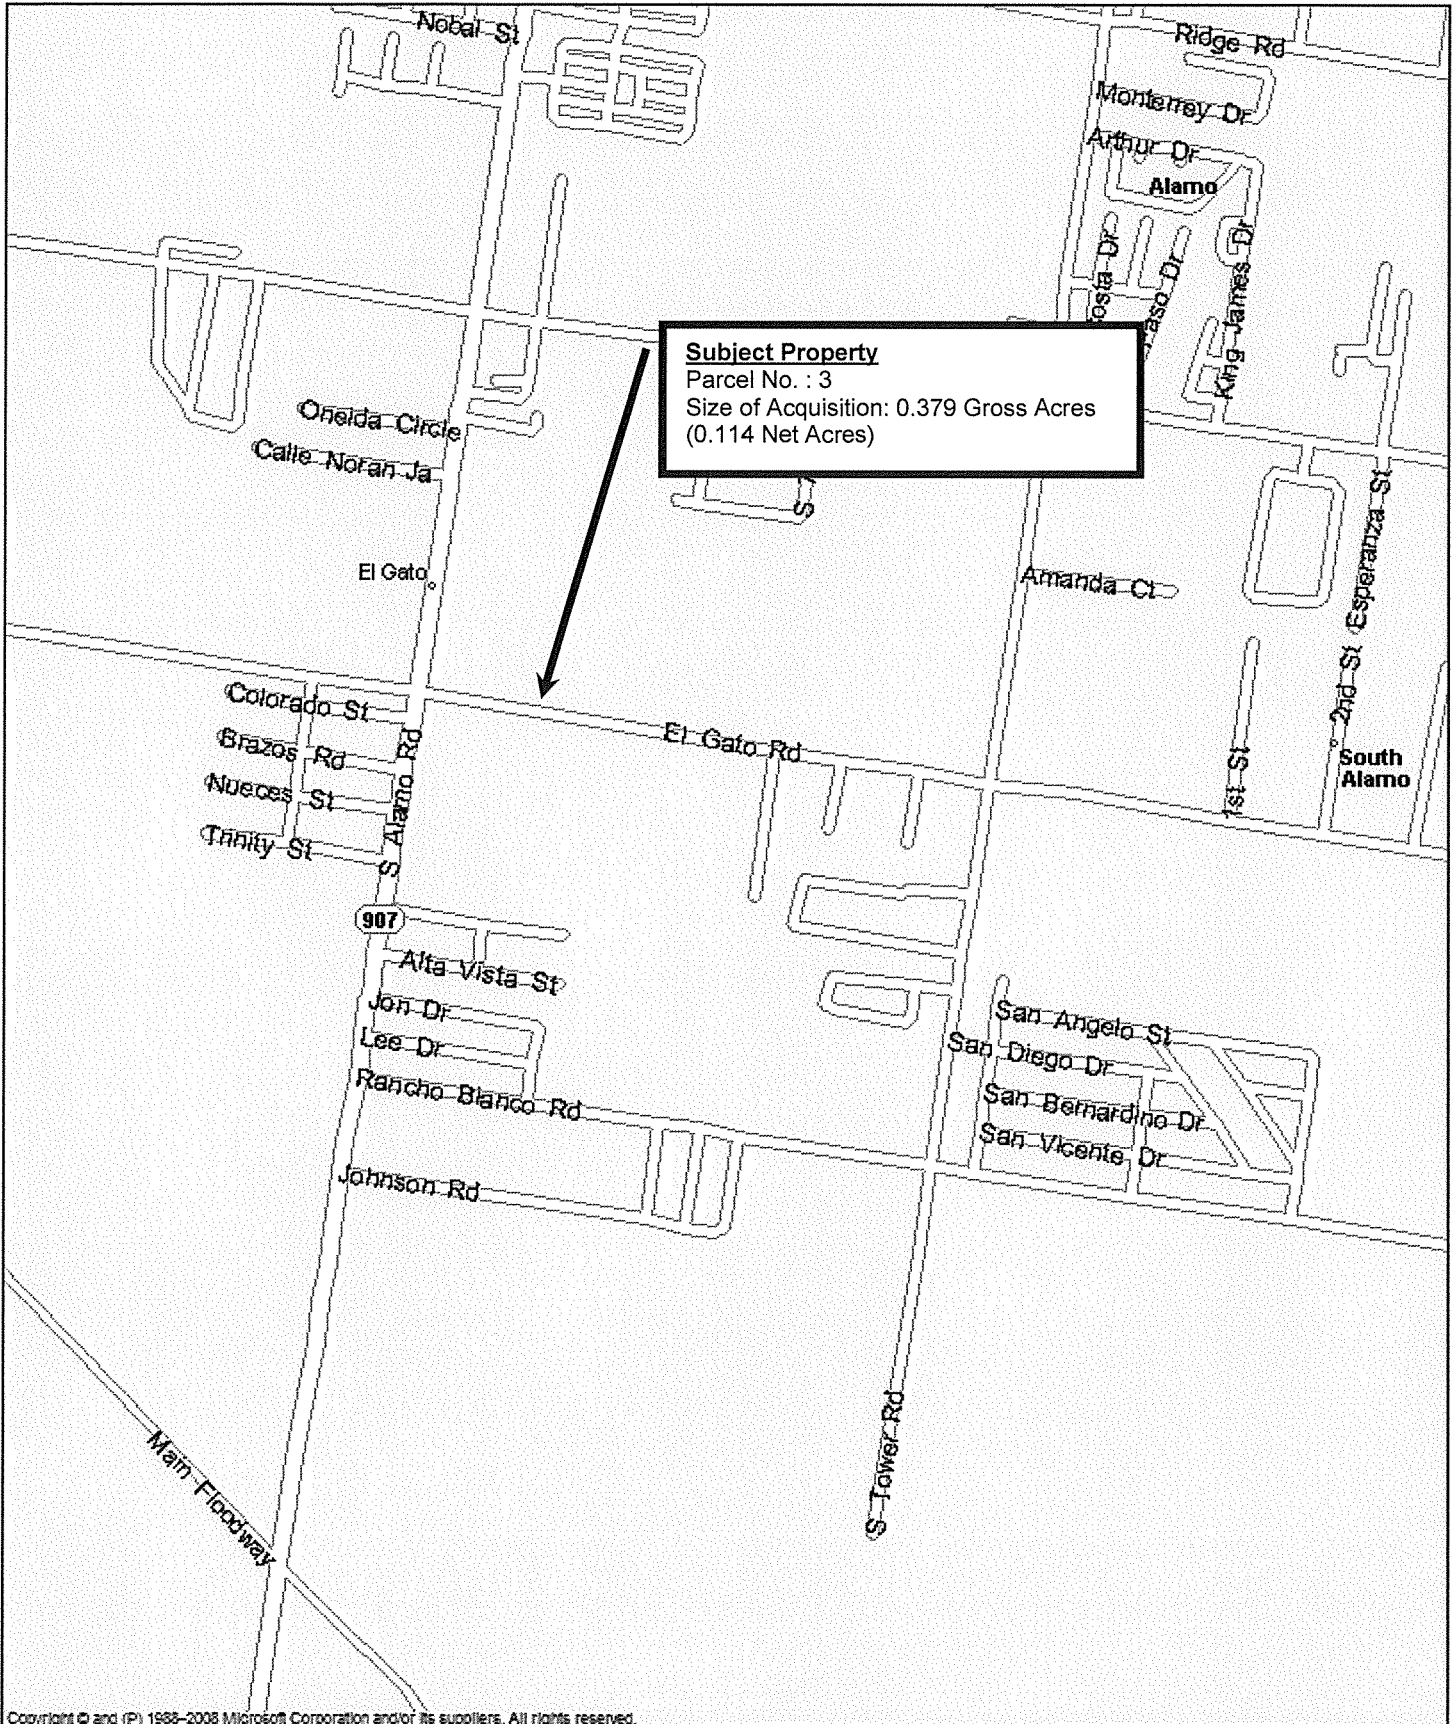 Nobal St
Ridge Rd
Monterrey Dr
Arthur Dr
Alamo
King James Dr
Subject Property
Parcel No. : 3
Size of Acquisition: 0.379 Gross Acres
(0.114 Net Acres)
Oneida Circle
Calle Noran Ja
S
El Gato
Amanda Ct
Esperanza St
2nd St
1st St
South
Alamo
Colorado St
Brazos Rd
Nueces St
Trinity St
S Alamo Rd
El Gato Rd
907
Alta Vista St
Jon Dr
Lee Dr
Rancho Blanco Rd
Johnson Rd
San Angelo St
San Diego Dr
San Bernardino Dr
San Vicente Dr
S Tower Rd
Main Floodway
Copyright © and (P) 1988–2008 Microsoft Corporation and/or its suppliers. All rights reserved.